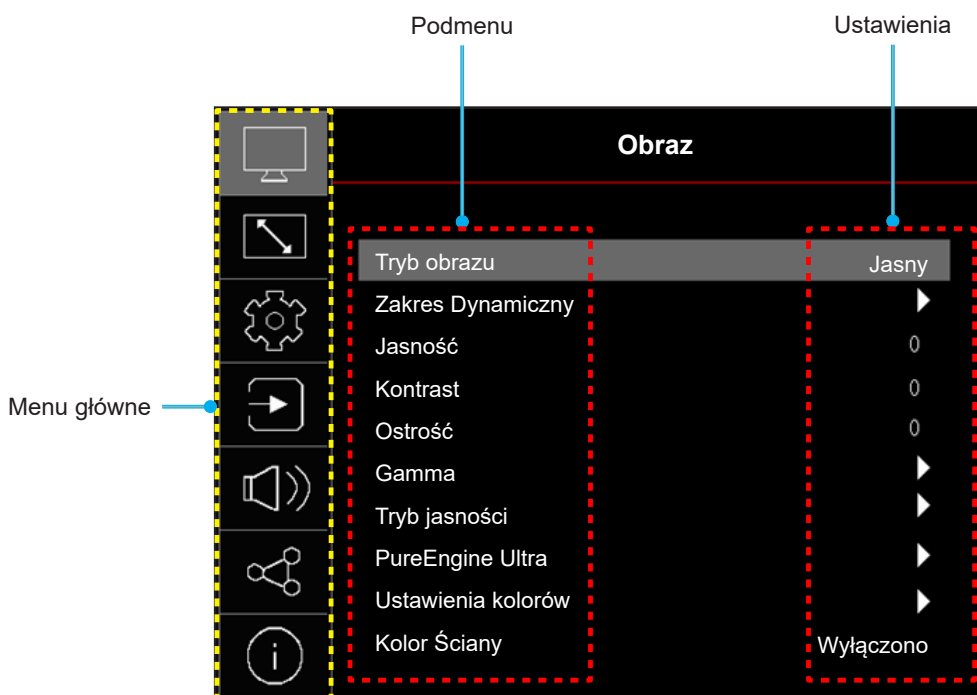 Podmenu Ustawienia
Obraz
Tryb obrazu Jasny
Zakres Dynamiczny
Jasność 0
Kontrast 0
Menu główne
Ostrość 0
Gamma
Tryb jasności
PureEngine Ultra
Ustawienia kolorów
Kolor Ściany Wyłączono